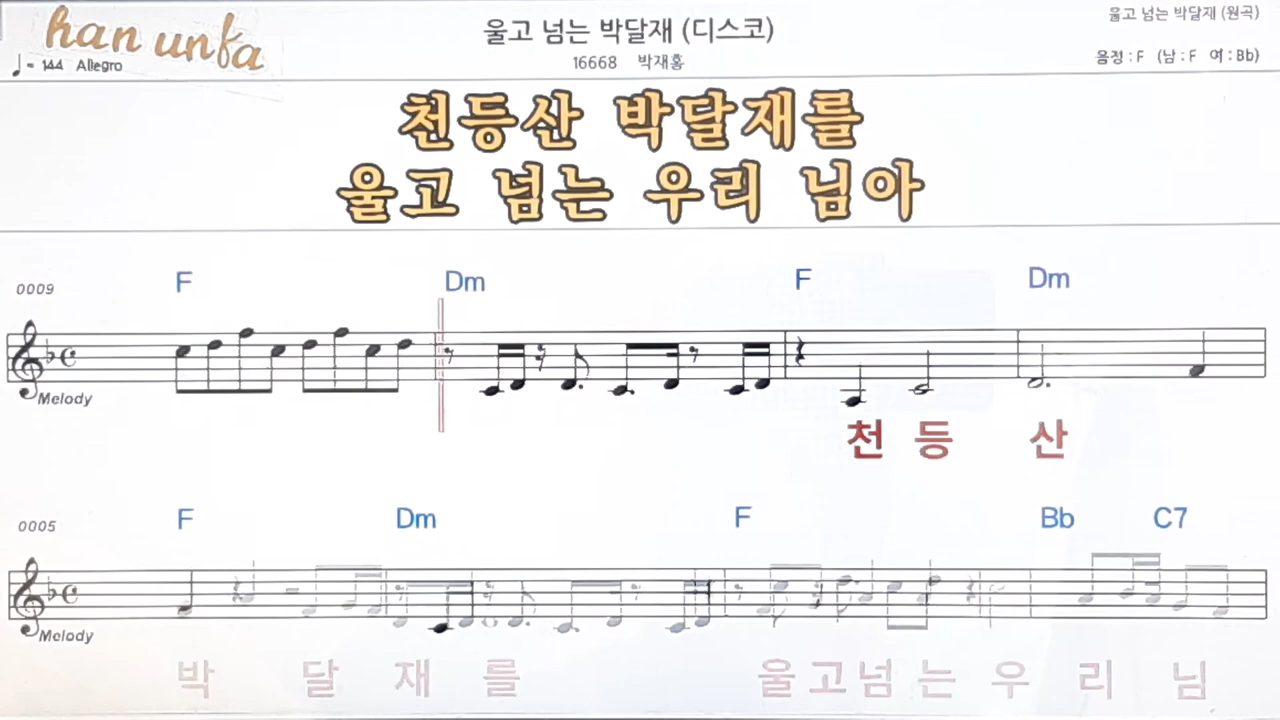 han unfa
울고 넘는 박달재 (디스코)
울고 넘는 박달재 (원곡)
♩= 144 Allegro
16668 박재홍
음정 : F (남 : F 여 : Bb)
천등산 박달재를
울고 넘는 우리 님아
F Dm F Dm
0009
Melody
천 등 산
F Dm F Bb C7
0005
Melody
박 달 재 를 울 고 넘 는 우 리 님